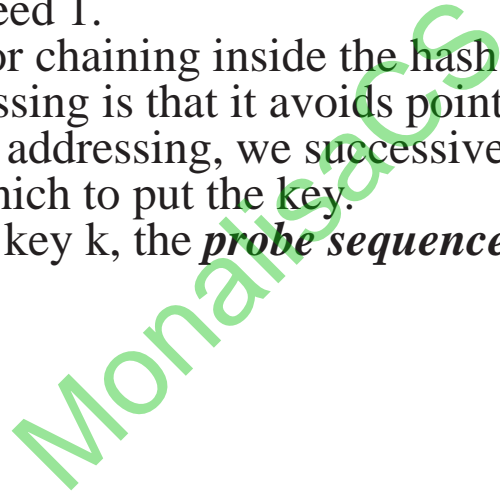 eed 1.
or chaining inside the hash
ssing is that it avoids point
addressing, we successive
hich to put the key.
key k, the probe sequence
MonalisaCS